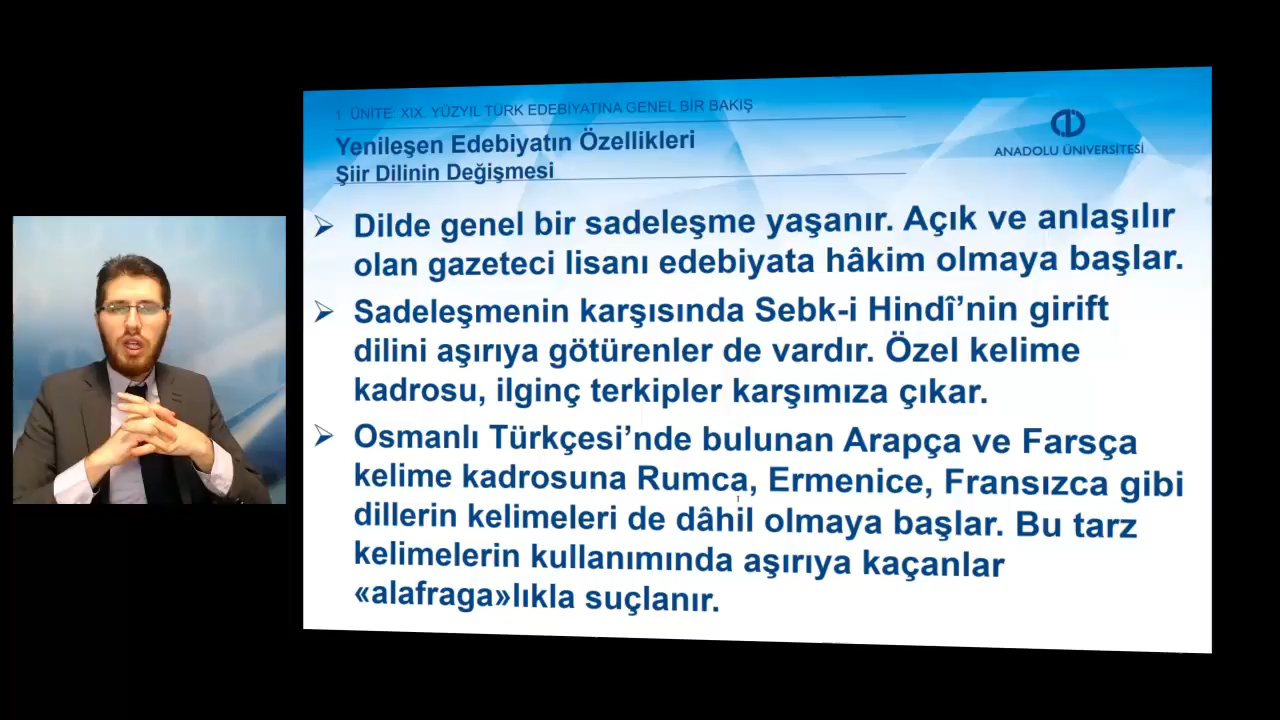 1. ÜNİTE: XIX. YÜZYIL TÜRK EDEBİYATINA GENEL BİR BAKIŞ
Yenileşen Edebiyatın Özellikleri
Şiir Dilinin Değişmesi
ANADOLU ÜNİVERSİTESİ
Dilde genel bir sadeleşme yaşanır. Açık ve anlaşılır
olan gazeteci lisanı edebiyata hâkim olmaya başlar.
Sadeleşmenin karşısında Sebk-i Hindî’nin girift
dilini aşırıya götürenler de vardır. Özel kelime
kadrosu, ilginç terkipler karşımıza çıkar.
Osmanlı Türkçesi’nde bulunan Arapça ve Farsça
kelime kadrosuna Rumca, Ermenice, Fransızca gibi
dillerin kelimeleri de dâhil olmaya başlar. Bu tarz
kelimelerin kullanımında aşırıya kaçanlar
«alafraga»lıkla suçlanır.